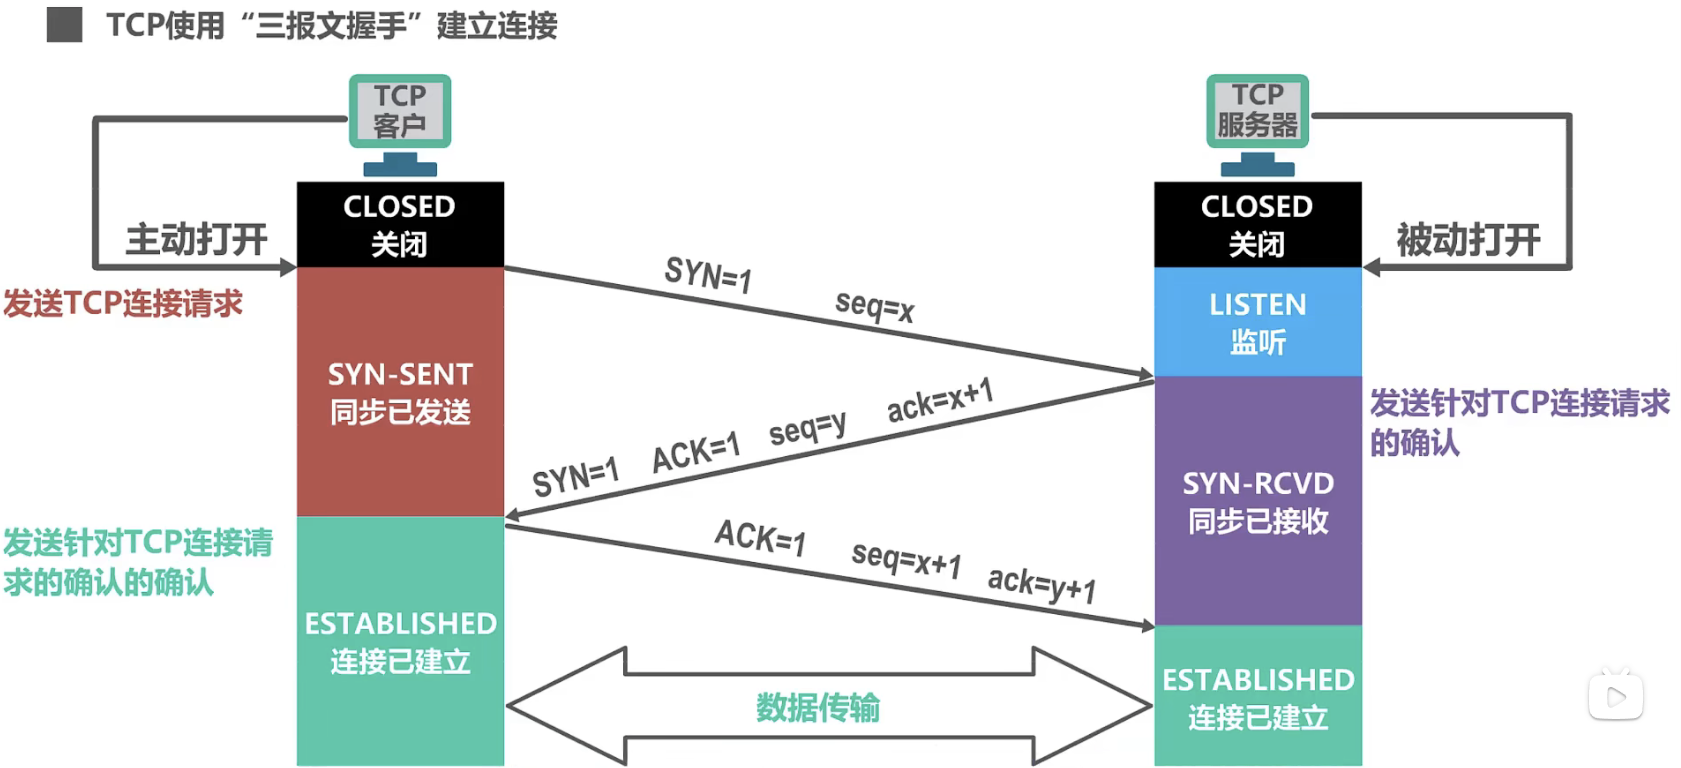 TCP使用“三报文握手”建立连接
TCP
客户
TCP
服务器
CLOSED
关闭
CLOSED
关闭
主动打开
被动打开
发送TCP连接请求
SYN=1 seq=x
LISTEN
监听
SYN-SENT
同步已发送
SYN=1 ACK=1 seq=y ack=x+1
发送针对TCP连接请求
的确认
SYN-RCVD
同步已接收
发送针对TCP连接请
求的确认的确认
ACK=1 seq=x+1 ack=y+1
ESTABLISHED
连接已建立
数据传输
ESTABLISHED
连接已建立